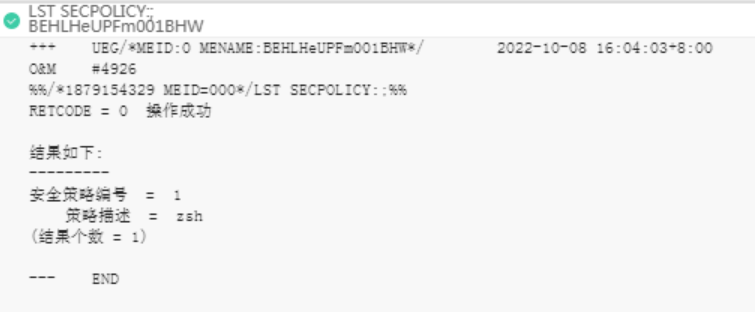 LST SECPOLICY:;
BEHLHeUPFm001BHW
+++ UEG/*MEID:0 MENAME:BEHLHeUPFm001BHW*/ 2022-10-08 16:04:03+8:00
O&M #4926
%%/*1879154329 MEID=000*/LST SECPOLICY:;%%
RETCODE = 0 操作成功
结果如下:
---------
安全策略编号 = 1
策略描述 = zsh
(结果个数 = 1)
--- END